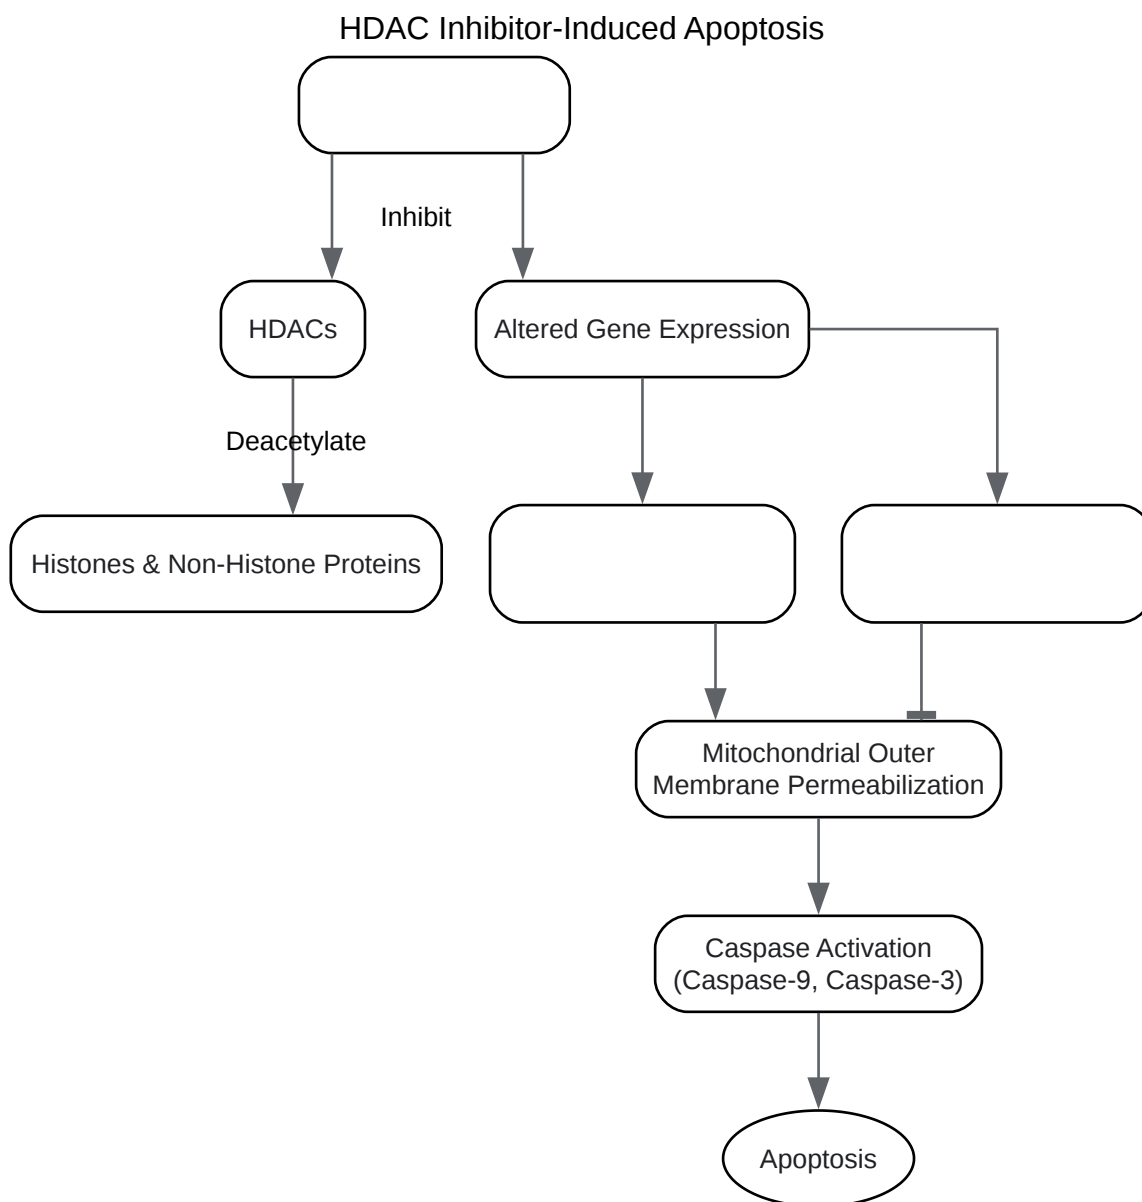 HDAC Inhibitor-Induced Apoptosis
Inhibit
HDACs
Altered Gene Expression
Deacetylate
Histones & Non-Histone Proteins
Mitochondrial Outer
Membrane Permeabilization
Caspase Activation
(Caspase-9, Caspase-3)
Apoptosis